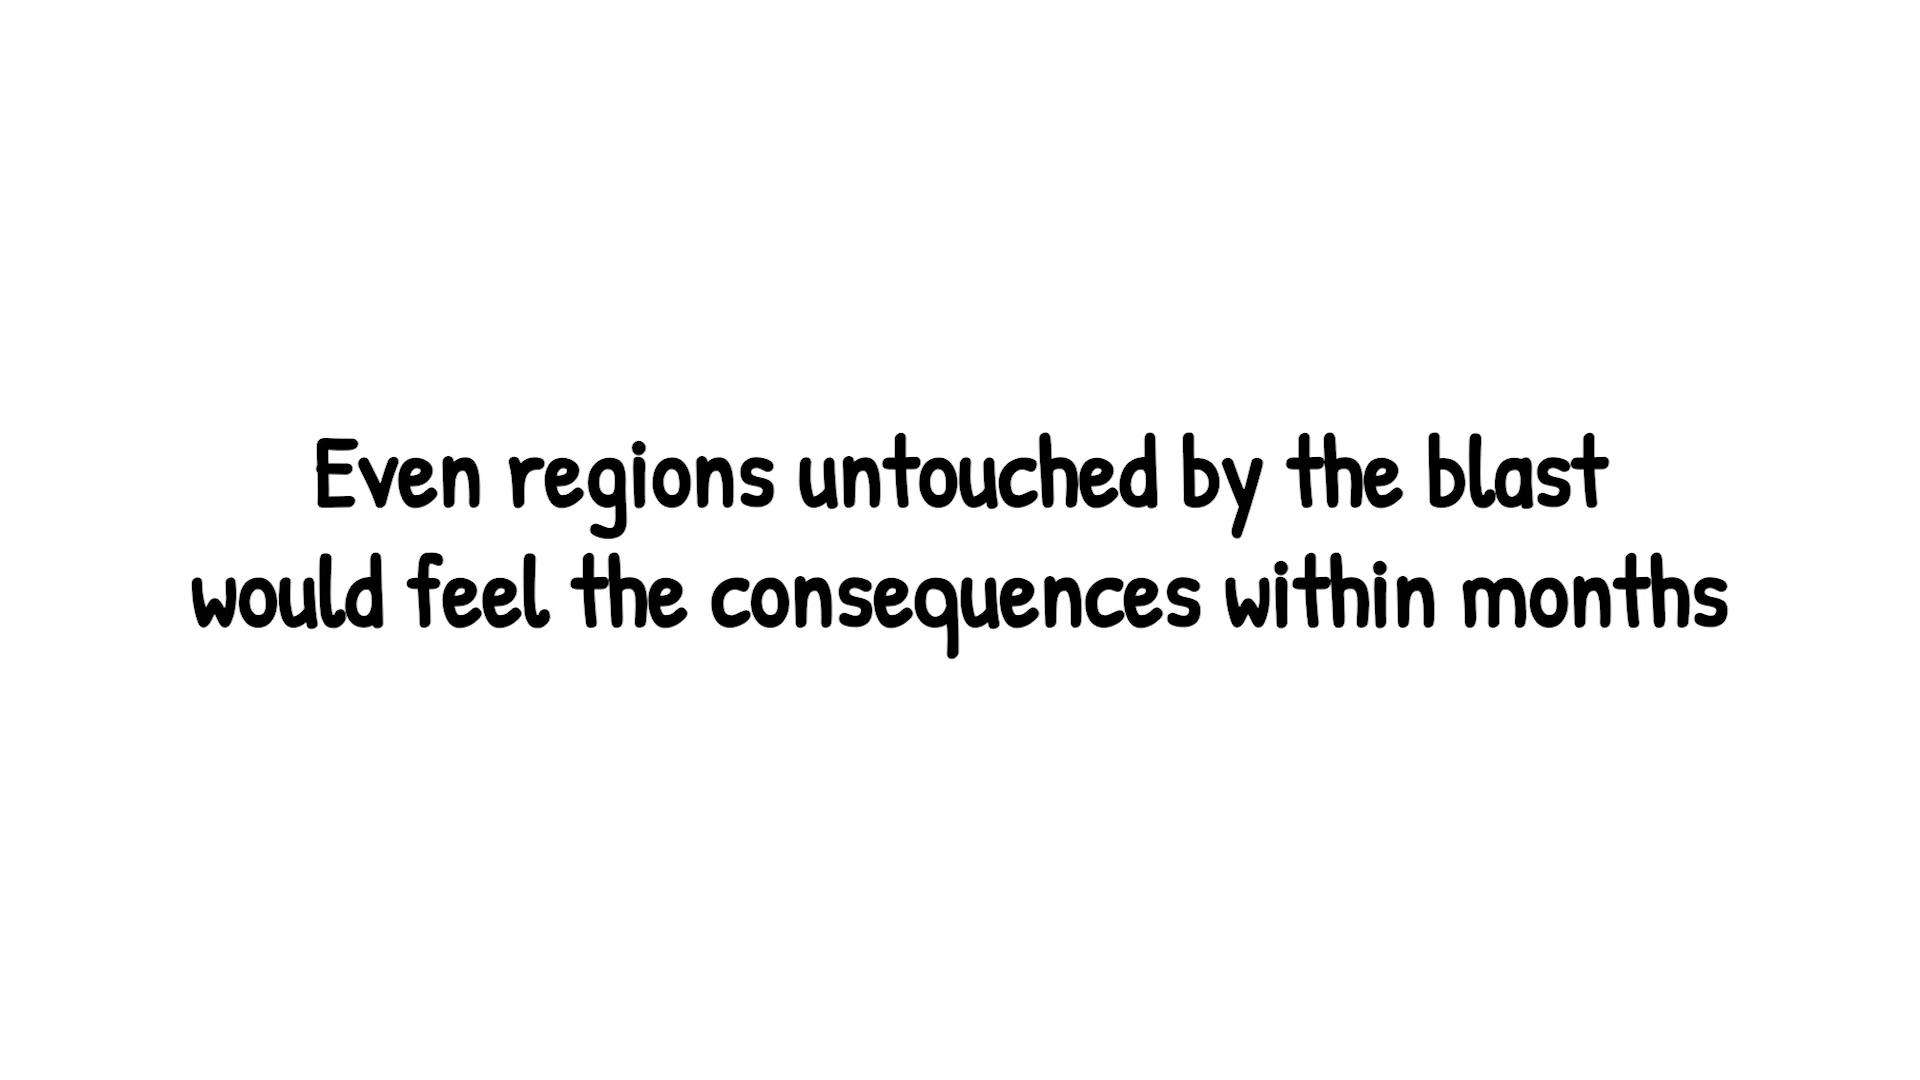 Even regions untouched by the blast
would feel the consequences within months